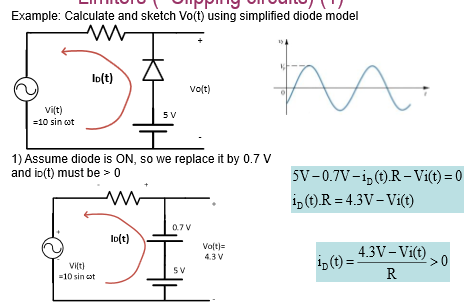 Limiters ( Clipping circuits) (1)
Example: Calculate and sketch Vo(t) using simplified diode model
+
ID(t)
Vo(t)
Vi(t)
=10 sin ωt
5 V
-
0
t
1) Assume diode is ON, so we replace it by 0.7 V
and iD(t) must be > 0
5V−0.7V−iD(t).R−Vi(t)=0
iD(t).R=4.3V−Vi(t)
+
+
0.7 V
ID(t)
Vo(t)=
4.3 V
Vi(t)
=10 sin ωt
5 V
-
iD(t) = (4.3V−Vi(t))/R >0